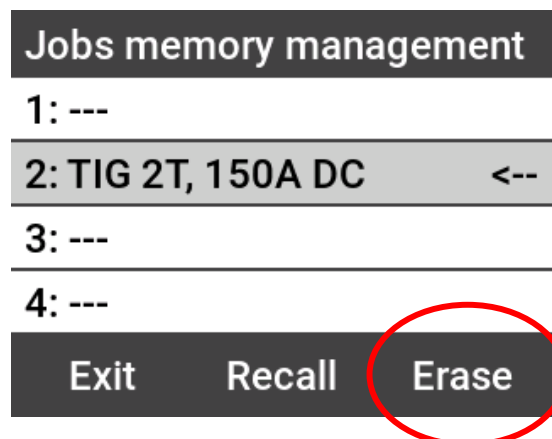 Jobs memory management
1: ---
2: TIG 2T, 150A DC <--
3: ---
4: ---
Exit Recall Erase